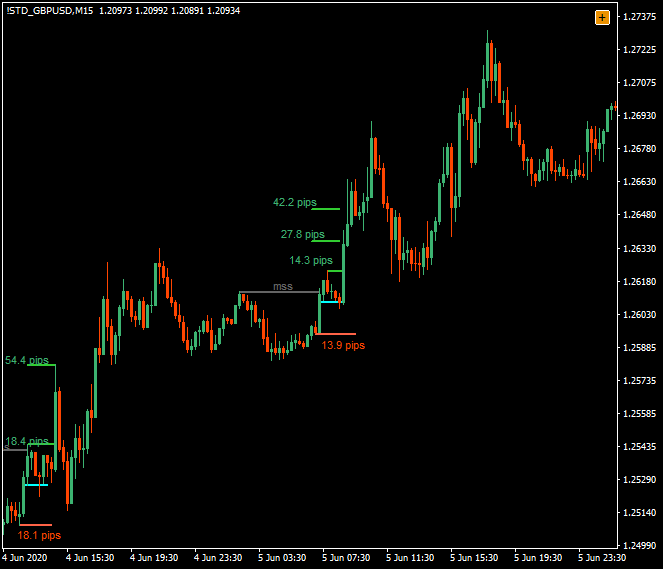 !STD_GBPUSD,M15 1.20973 1.20992 1.20891 1.20934
+
1.27375
1.27225
1.27075
1.26930
1.26780
1.26630
1.26480
1.26330
1.26180
1.26030
1.25885
1.25735
1.25585
1.25435
1.25290
1.25140
1.24990
42.2 pips
27.8 pips
14.3 pips
mss
13.9 pips
54.4 pips
18.4 pips
18.1 pips
4 Jun 2020
4 Jun 15:30
4 Jun 19:30
4 Jun 23:30
5 Jun 03:30
5 Jun 07:30
5 Jun 11:30
5 Jun 15:30
5 Jun 19:30
5 Jun 23:30